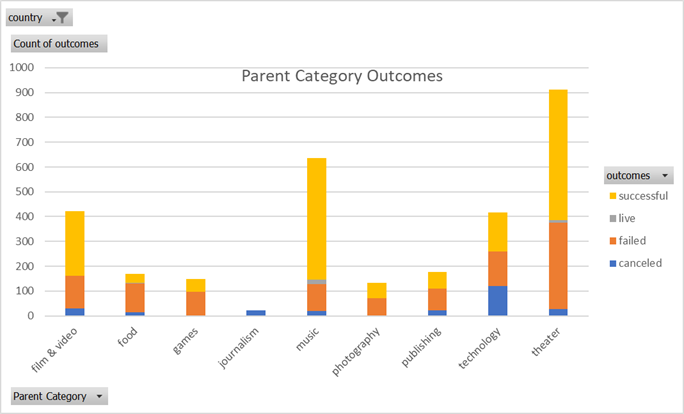 country
Count of outcomes
Parent Category Outcomes
1000
900
800
700
600
500
400
300
200
100
0
film & video
food
games
journalism
music
photography
publishing
technology
theater
outcomes
successful
live
failed
canceled
Parent Category